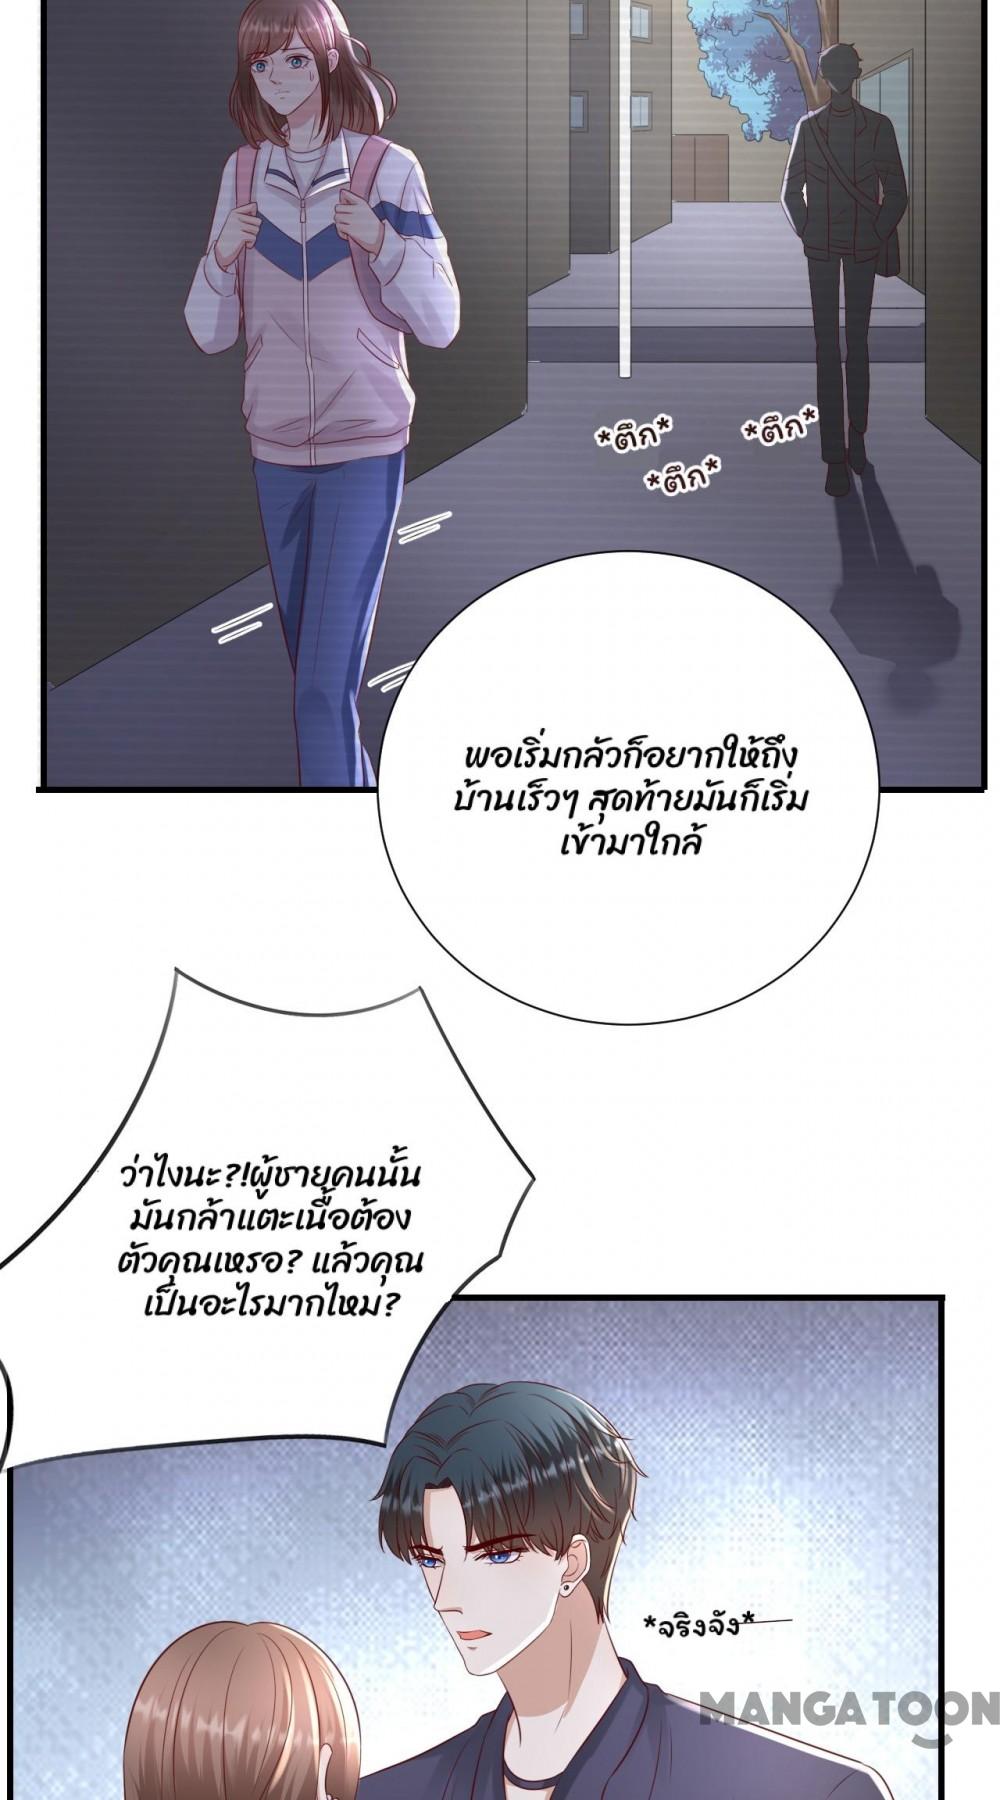 *ตึก*
*ตึก*
*ตึก*
พอเริ่มกลัวก็อยากให้ถึง
บ้านเร็วๆ สุดท้ายมันก็เริ่ม
เข้ามาใกล้
ว่าไงนะ?!ผู้ชายคนนั้น
มันกล้าแตะเนื้อต้อง
ตัวคุณเหรอ? แล้วคุณ
เป็นอะไรมากไหม?
*จริงจัง*
MANGATOON